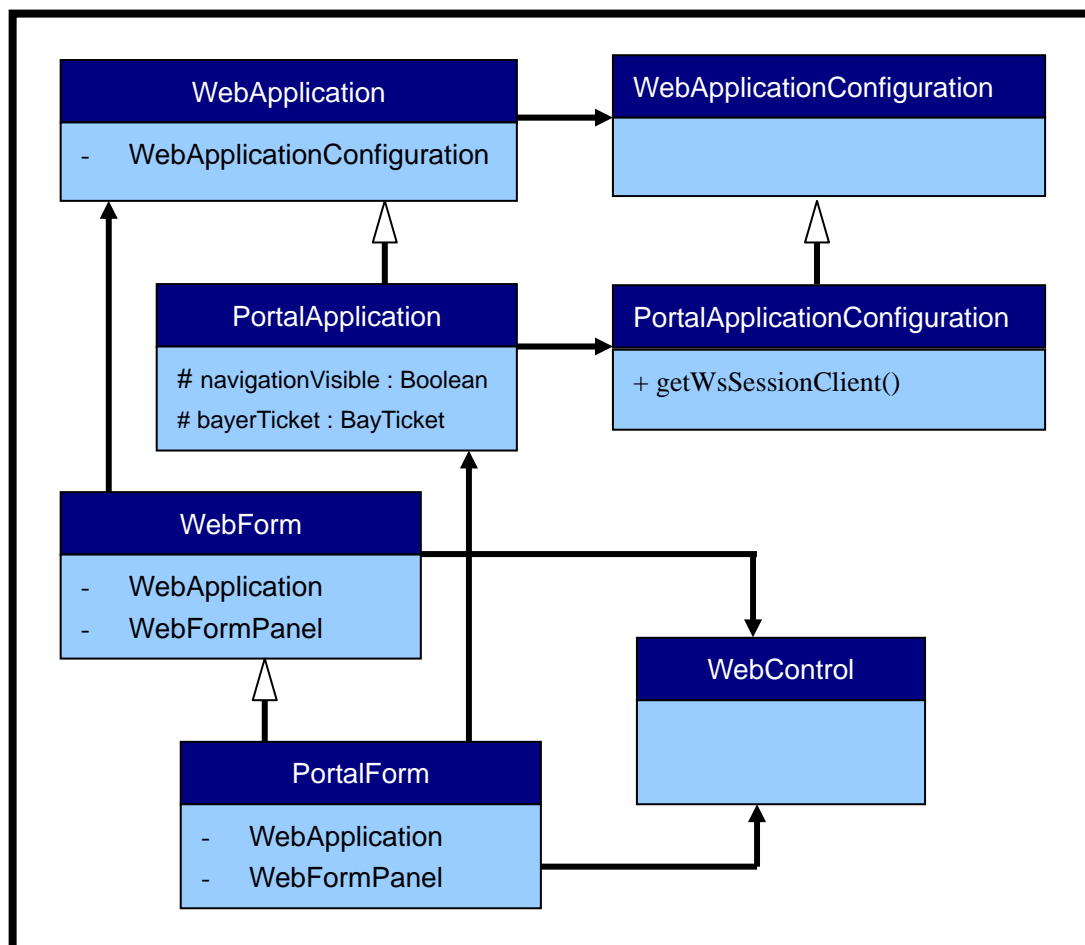 WebApplication
- WebApplicationConfiguration
WebApplicationConfiguration
PortalApplication
# navigationVisible : Boolean
# bayerTicket : BayTicket
PortalApplicationConfiguration
+ getWsSessionClient()
WebForm
- WebApplication
- WebFormPanel
WebControl
PortalForm
- WebApplication
- WebFormPanel